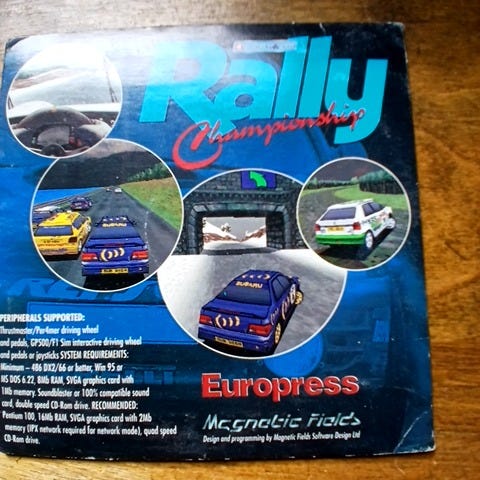 Rally
Championship
SUBARU
SUBARU
PERIPHERALS SUPPORTED:
Thrustmaster/Per4mer driving wheel
and pedals, GP500/F1 Sim interactive driving wheel
and pedals or joysticks SYSTEM REQUIREMENTS:
Minimum – 486 DX2/66 or better, Win 95 or
MS DOS 6.22, 8Mb RAM, SVGA graphics card with
1Mb memory. Soundblaster or 100% compatible sound
card, double speed CD-Rom drive. RECOMMENDED:
Pentium 100, 16Mb RAM, SVGA graphics card with 2Mb
memory (IPX network required for network mode), quad speed
CD-Rom drive.
Europress
Magnetic Fields
Design and programming by Magnetic Fields Software Design Ltd